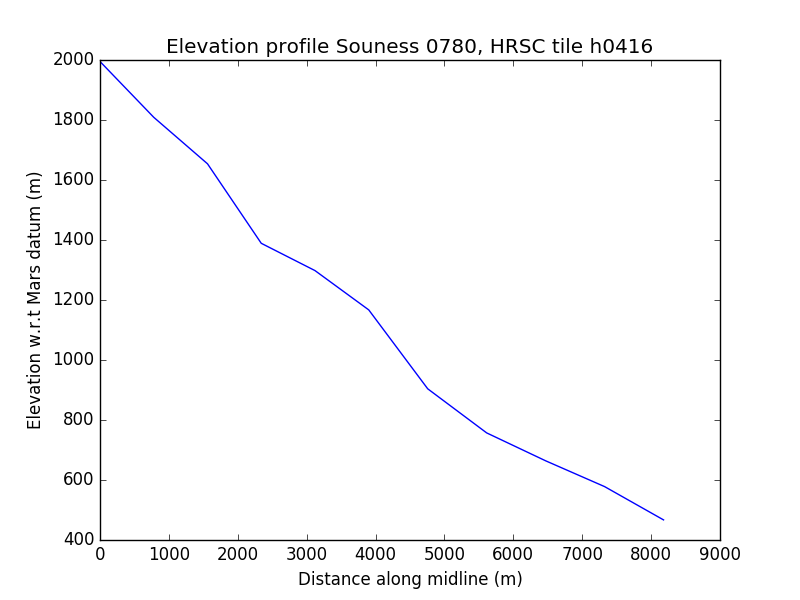 Elevation profile Souness 0780, HRSC tile h0416
2000
1800
1600
1400
1200
1000
800
600
400
Elevation w.r.t Mars datum (m)
0 1000 2000 3000 4000 5000 6000 7000 8000 9000
Distance along midline (m)